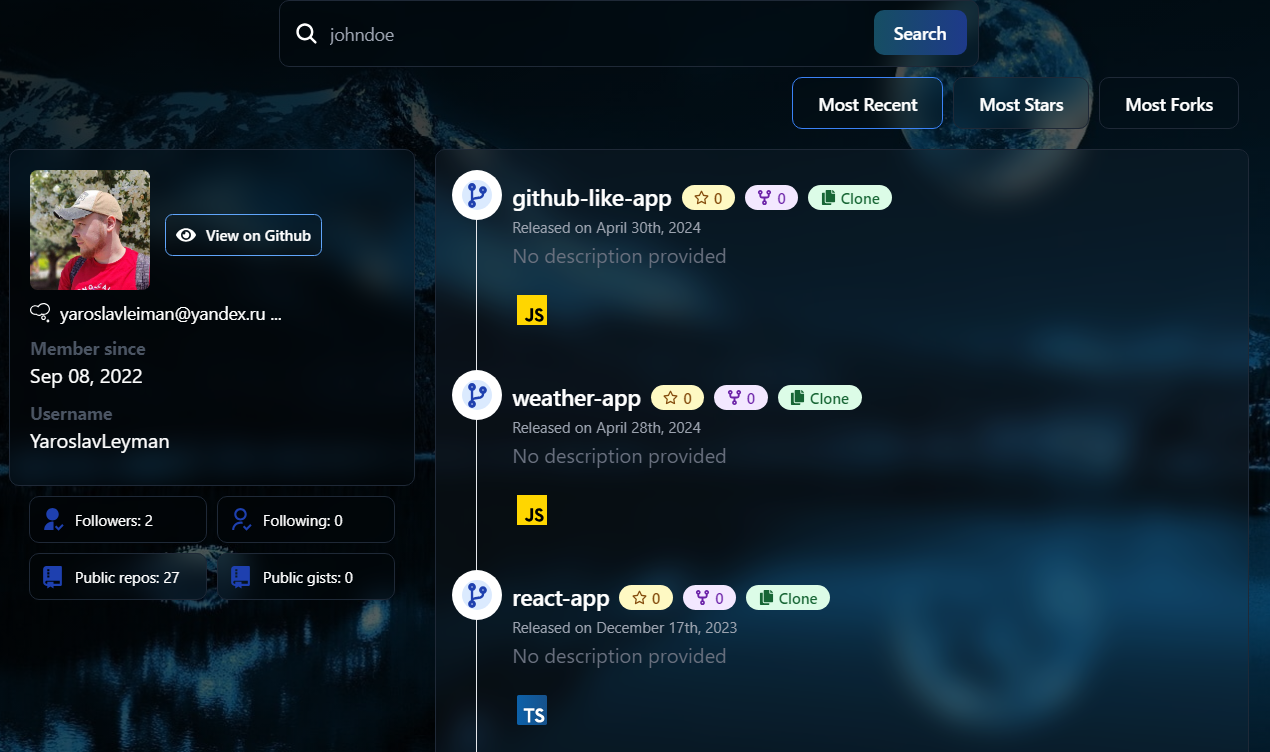 johndoe
Search
Most Recent
Most Stars
Most Forks
View on Github
yaroslavleiman@yandex.ru ...
Member since
Sep 08, 2022
Username
YaroslavLeyman
Followers: 2
Following: 0
Public repos: 27
Public gists: 0
github-like-app 0 0 Clone
Released on April 30th, 2024
No description provided
JS
weather-app 0 0 Clone
Released on April 28th, 2024
No description provided
JS
react-app 0 0 Clone
Released on December 17th, 2023
No description provided
TS